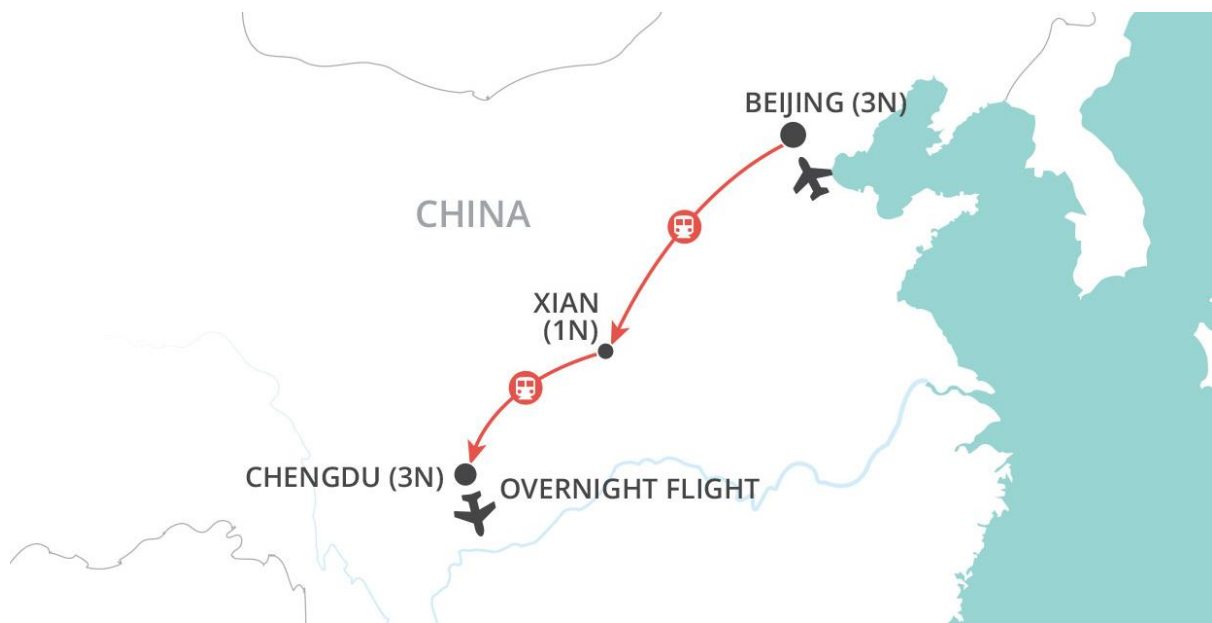 BEIJING (3N)
CHINA
XIAN
(1N)
CHENGDU (3N)
OVERNIGHT FLIGHT